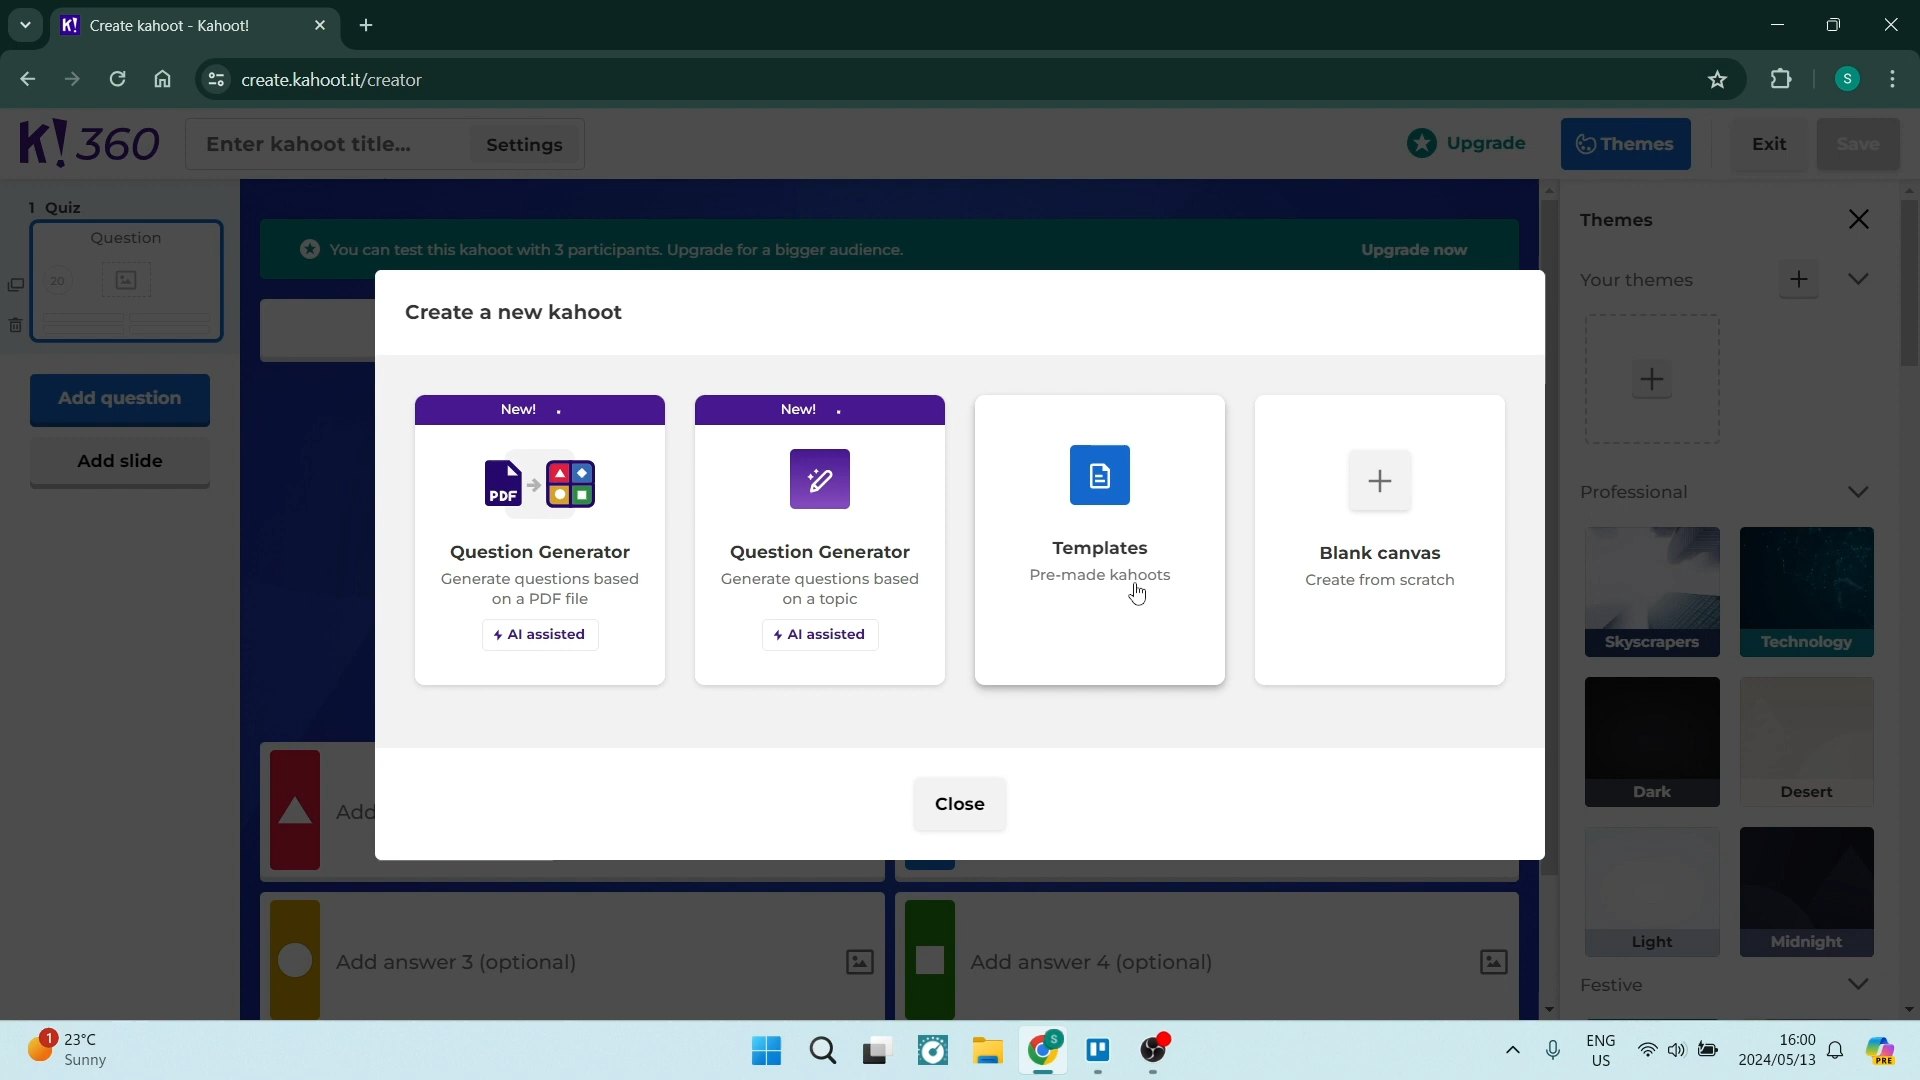 Create kahoot - Kahoot!
create.kahoot.it/creator
S
K! 360
Enter kahoot title...
Settings
Upgrade
Themes
Exit
Save
1 Quiz
Question
20
Add question
Add slide
You can test this kahoot with 3 participants. Upgrade for a bigger audience.
Upgrade now
Create a new kahoot
New!
PDF
Question Generator
Generate questions based
on a PDF file
AI assisted
New!
Question Generator
Generate questions based
on a topic
AI assisted
Templates
Pre-made kahoots
Blank canvas
Create from scratch
Close
Add
Add answer 3 (optional)
Add answer 4 (optional)
Themes
Your themes
Professional
Skyscrapers
Technology
Dark
Desert
Light
Midnight
Festive
1
23°C
Sunny
S
ENG
US
16:00
2024/05/13
PRE